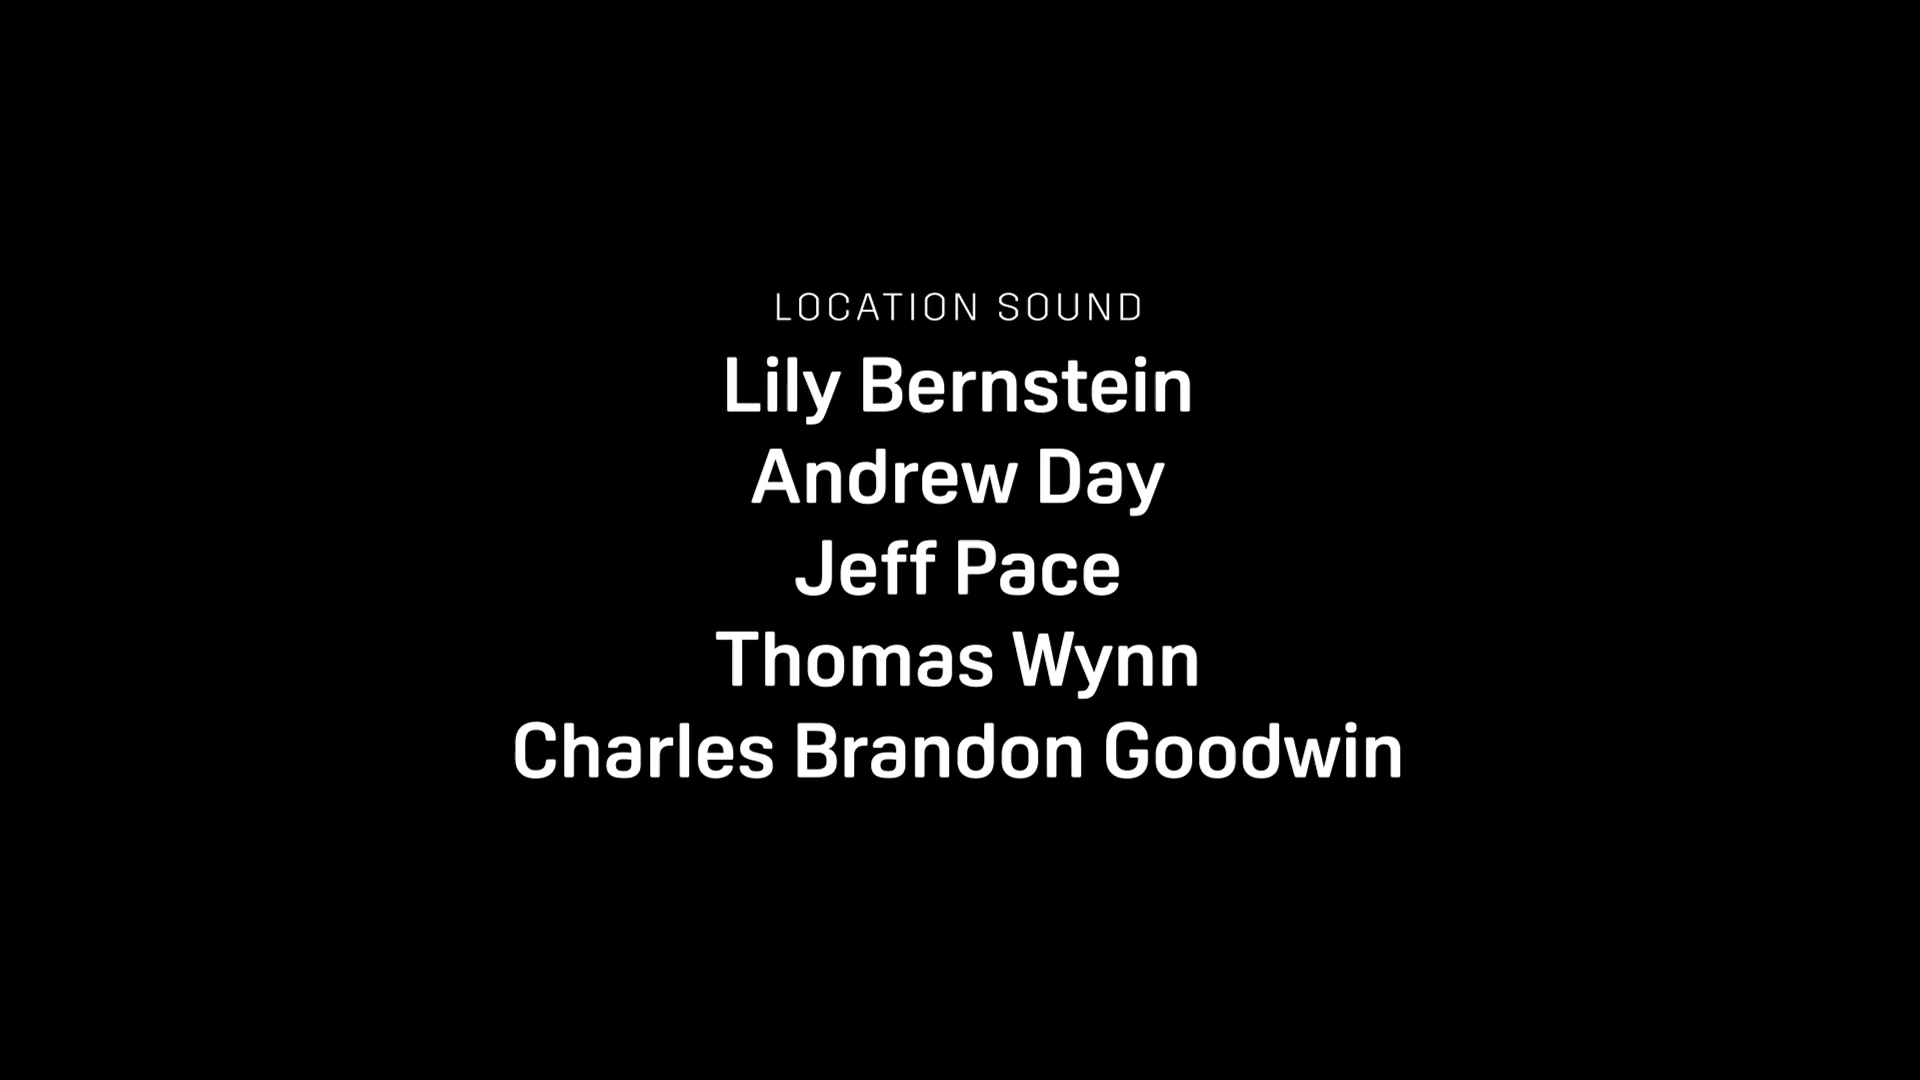 LOCATION SOUND
Lily Bernstein
Andrew Day
Jeff Pace
Thomas Wynn
Charles Brandon Goodwin